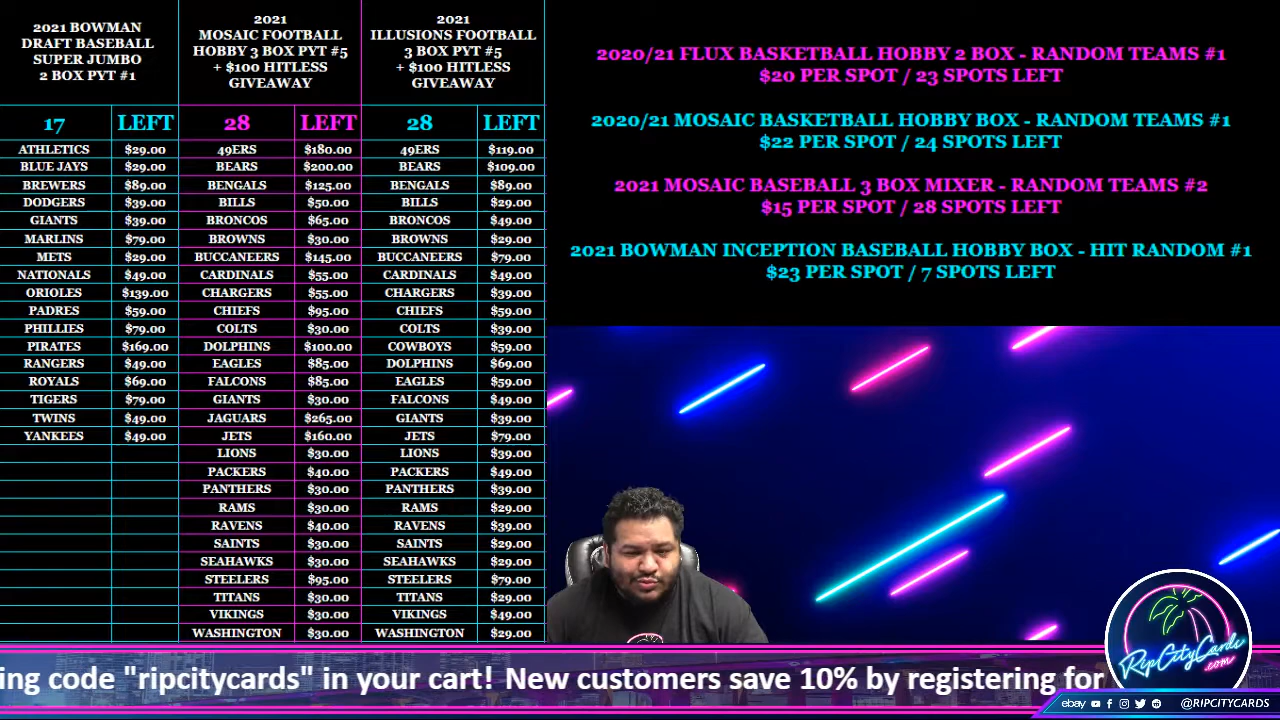 2021 BOWMAN
DRAFT BASEBALL
SUPER JUMBO
2 BOX PYT #1
17 LEFT
ATHLETICS $29.00
BLUE JAYS $29.00
BREWERS $89.00
DODGERS $39.00
GIANTS $39.00
MARLINS $79.00
METS $29.00
NATIONALS $49.00
ORIOLES $139.00
PADRES $59.00
PHILLIES $79.00
PIRATES $169.00
RANGERS $49.00
ROYALS $69.00
TIGERS $79.00
TWINS $49.00
YANKEES $49.00
2021
MOSAIC FOOTBALL
HOBBY 3 BOX PYT #5
+ $100 HITLESS
GIVEAWAY
28 LEFT
49ERS $180.00
BEARS $200.00
BENGALS $125.00
BILLS $50.00
BRONCOS $65.00
BROWNS $30.00
BUCCANEERS $145.00
CARDINALS $55.00
CHARGERS $55.00
CHIEFS $95.00
COLTS $30.00
DOLPHINS $100.00
EAGLES $85.00
FALCONS $85.00
GIANTS $30.00
JAGUARS $265.00
JETS $160.00
LIONS $30.00
PACKERS $40.00
PANTHERS $30.00
RAMS $30.00
RAVENS $40.00
SAINTS $30.00
SEAHAWKS $30.00
STEELERS $95.00
TITANS $30.00
VIKINGS $30.00
WASHINGTON $30.00
2021
ILLUSIONS FOOTBALL
3 BOX PYT #5
+ $100 HITLESS
GIVEAWAY
28 LEFT
49ERS $119.00
BEARS $109.00
BENGALS $89.00
BILLS $29.00
BRONCOS $49.00
BROWNS $29.00
BUCCANEERS $79.00
CARDINALS $49.00
CHARGERS $39.00
CHIEFS $59.00
COLTS $39.00
COWBOYS $59.00
DOLPHINS $69.00
EAGLES $59.00
FALCONS $49.00
GIANTS $39.00
JETS $79.00
LIONS $39.00
PACKERS $49.00
PANTHERS $39.00
RAMS $29.00
RAVENS $39.00
SAINTS $29.00
SEAHAWKS $29.00
STEELERS $79.00
TITANS $29.00
VIKINGS $49.00
WASHINGTON $29.00
2020/21 FLUX BASKETBALL HOBBY 2 BOX - RANDOM TEAMS #1
$20 PER SPOT / 23 SPOTS LEFT
2020/21 MOSAIC BASKETBALL HOBBY BOX - RANDOM TEAMS #1
$22 PER SPOT / 24 SPOTS LEFT
2021 MOSAIC BASEBALL 3 BOX MIXER - RANDOM TEAMS #2
$15 PER SPOT / 28 SPOTS LEFT
2021 BOWMAN INCEPTION BASEBALL HOBBY BOX - HIT RANDOM #1
$23 PER SPOT / 7 SPOTS LEFT
ing code "ripcitycards" in your cart! New customers save 10% by registering for
RipCityCards
.com
ebay @RIPCITYCARDS